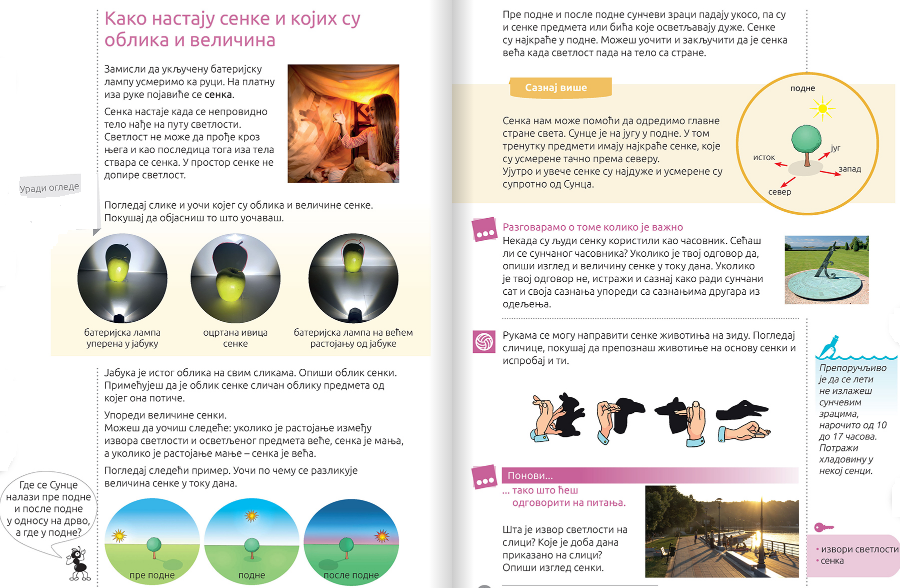 Како настају сенке и којих су
облика и величина
Замисли да укључену батеријску
лампу усмеримо ка руци. На платну
иза руке појавиће се сенка.
Сенка настаје када се непровидно
тело нађе на путу светлости.
Светлост не може да прође кроз
њега и као последица тога иза тела
ствара се сенка. У простор сенке не
допире светлост.
Уради огледе
Погледај слике и уочи којег су облика и величине сенке.
Покушај да објасниш то што уочаваш.
батеријска лампа
уперена у јабуку
оцртана ивица
сенке
батеријска лампа на већем
растојању од јабуке
Јабука је истог облика на свим сликама. Опиши облик сенки.
Примећујеш да је облик сенке сличан облику предмета од
којег она потиче.
Упореди величине сенки.
Можеш да уочиш следеће: уколико је растојање између
извора светлости и осветљеног предмета веће, сенка је мања,
а уколико је растојање мање – сенка је већа.
Погледај следећи пример. Уочи по чему се разликује
величина сенке у току дана.
Где се Сунце
налази пре подне
и после подне
у односу на дрво,
а где у подне?
пре подне
подне
после подне
Пре подне и после подне сунчеви зраци падају укосо, па су
и сенке предмета или бића које осветљавају дуже. Сенке
су најкраће у подне. Можеш уочити и закључити да је сенка
већа када светлост пада на тело са стране.
Сазнај више
Сенка нам може помоћи да одредимо главне
стране света. Сунце је на југу у подне. У том
тренутку предмети имају најкраће сенке, које
су усмерене тачно према северу.
Ујутро и увече сенке су најдуже и усмерене су
супротно од Сунца.
подне
југ
исток
запад
север
Разговарамо о томе колико је важно
Некада су људи сенку користили као часовник. Сећаш
ли се сунчаног часовника? Уколико је твој одговор да,
опиши изглед и величину сенке у току дана. Уколико
је твој одговор не, истражи и сазнај како ради сунчани
сат и своја сазнања упореди са сазнањима другара из
одељења.
Рукама се могу направити сенке животиња на зиду. Погледај
сличице, покушај да препознаш животиње на основу сенки и
испробај и ти.
Препоручљиво
је да се лети
не излажеш
сунчевим
зрацима,
нарочито од 10
до 17 часова.
Потражи
хладовину у
некој сенци.
Понови...
... тако што ћеш
одговорити на питања.
Шта је извор светлости на
слици? Које је доба дана
приказано на слици?
Опиши изглед сенки.
• извори светлости
• сенка